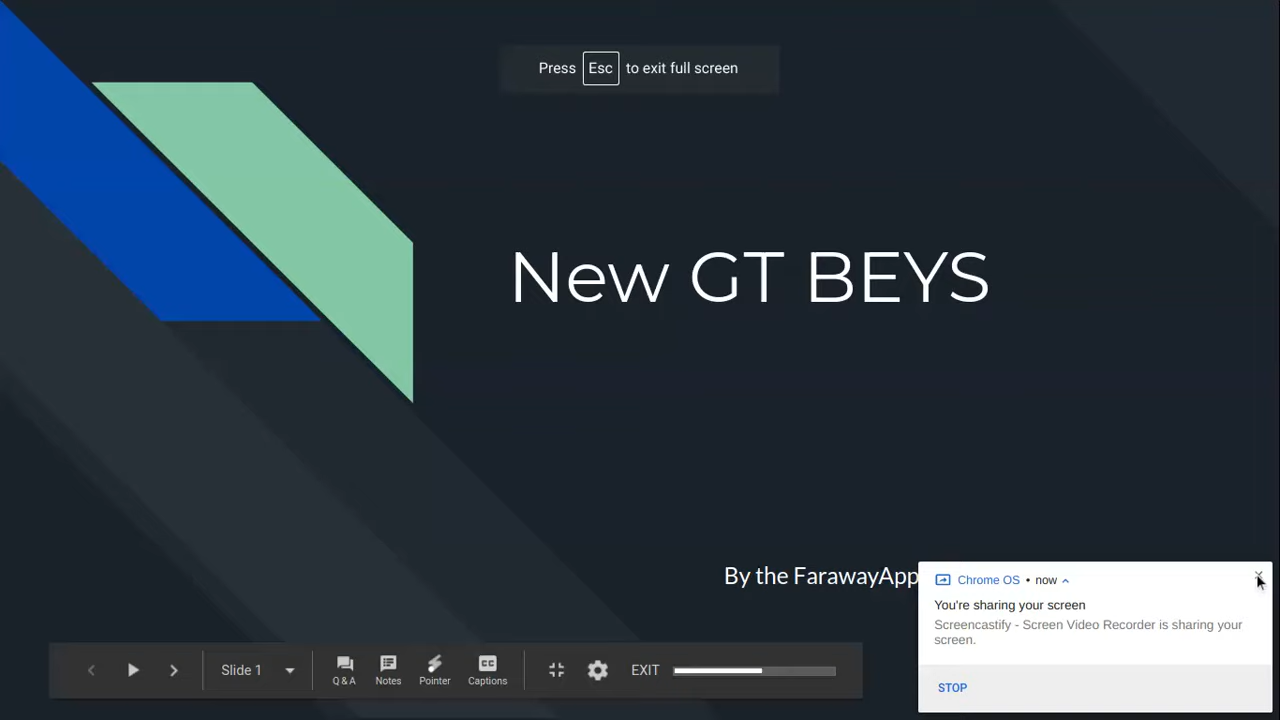 Press Esc to exit full screen
New GT BEYS
By the FarawayApp
Chrome OS • now
You're sharing your screen
Screencastify - Screen Video Recorder is sharing your
screen.
STOP
Slide 1
Q & A
Notes
Pointer
CC
Captions
EXIT